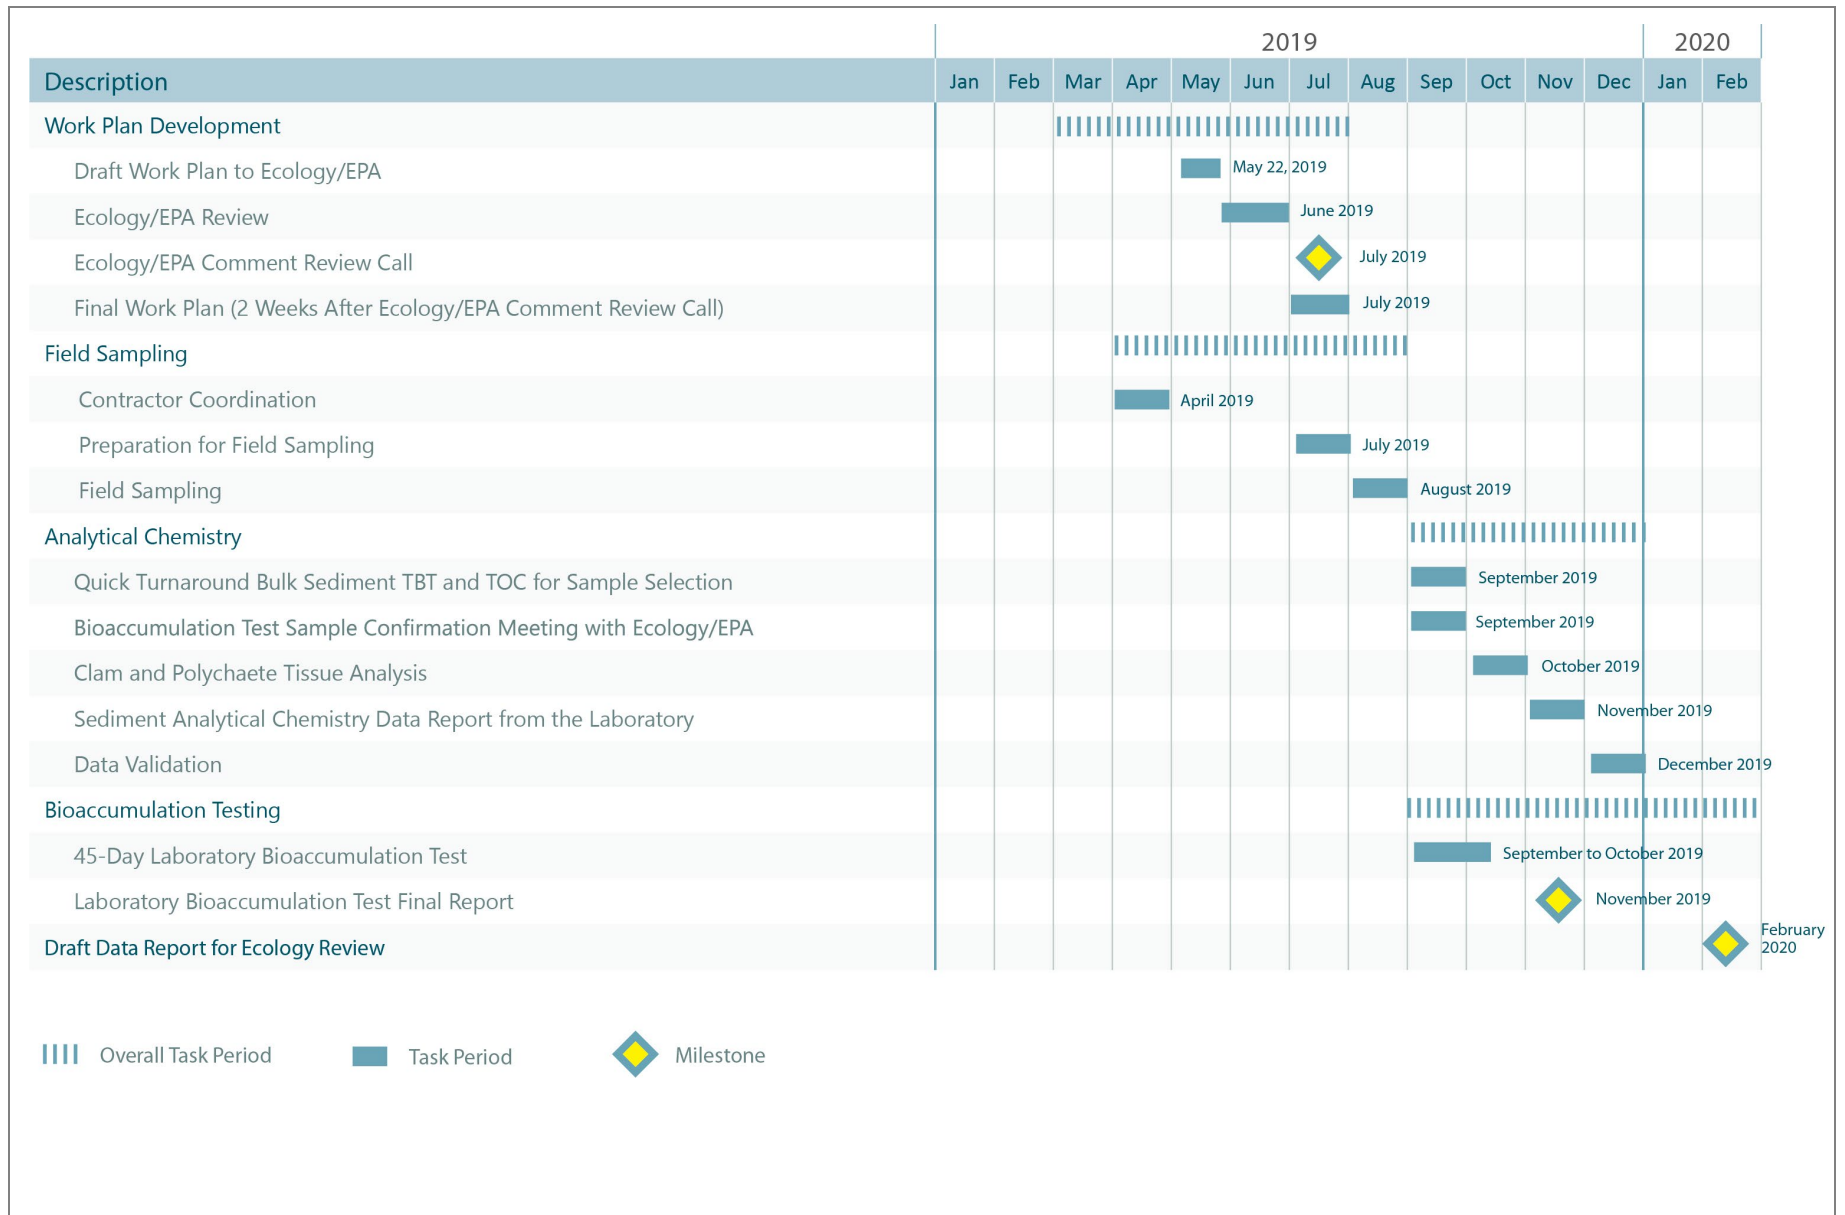 2019 2020
Description Jan Feb Mar Apr May Jun Jul Aug Sep Oct Nov Dec Jan Feb
Work Plan Development
Draft Work Plan to Ecology/EPA May 22, 2019
Ecology/EPA Review June 2019
Ecology/EPA Comment Review Call July 2019
Final Work Plan (2 Weeks After Ecology/EPA Comment Review Call) July 2019
Field Sampling
Contractor Coordination April 2019
Preparation for Field Sampling July 2019
Field Sampling August 2019
Analytical Chemistry
Quick Turnaround Bulk Sediment TBT and TOC for Sample Selection September 2019
Bioaccumulation Test Sample Confirmation Meeting with Ecology/EPA September 2019
Clam and Polychaete Tissue Analysis October 2019
Sediment Analytical Chemistry Data Report from the Laboratory November 2019
Data Validation December 2019
Bioaccumulation Testing
45-Day Laboratory Bioaccumulation Test September to October 2019
Laboratory Bioaccumulation Test Final Report November 2019
Draft Data Report for Ecology Review February
2020
Overall Task Period Task Period Milestone